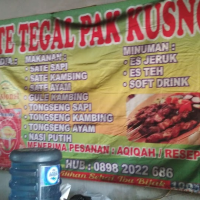 TE TEGAL PAK KUSNO
MAKANAN :
- SATE SAPI
- SATE KAMBING
- SATE AYAM
- GULE KAMBING
- TONGSENG SAPI
- TONGSENG KAMBING
- TONGSENG AYAM
- NASI PUTIH
MINUMAN :
- ES JERUK
- ES TEH
- SOFT DRINK
MENERIMA PESANAN : AQIQAH / RESEP
HUB : 0898 2022 686